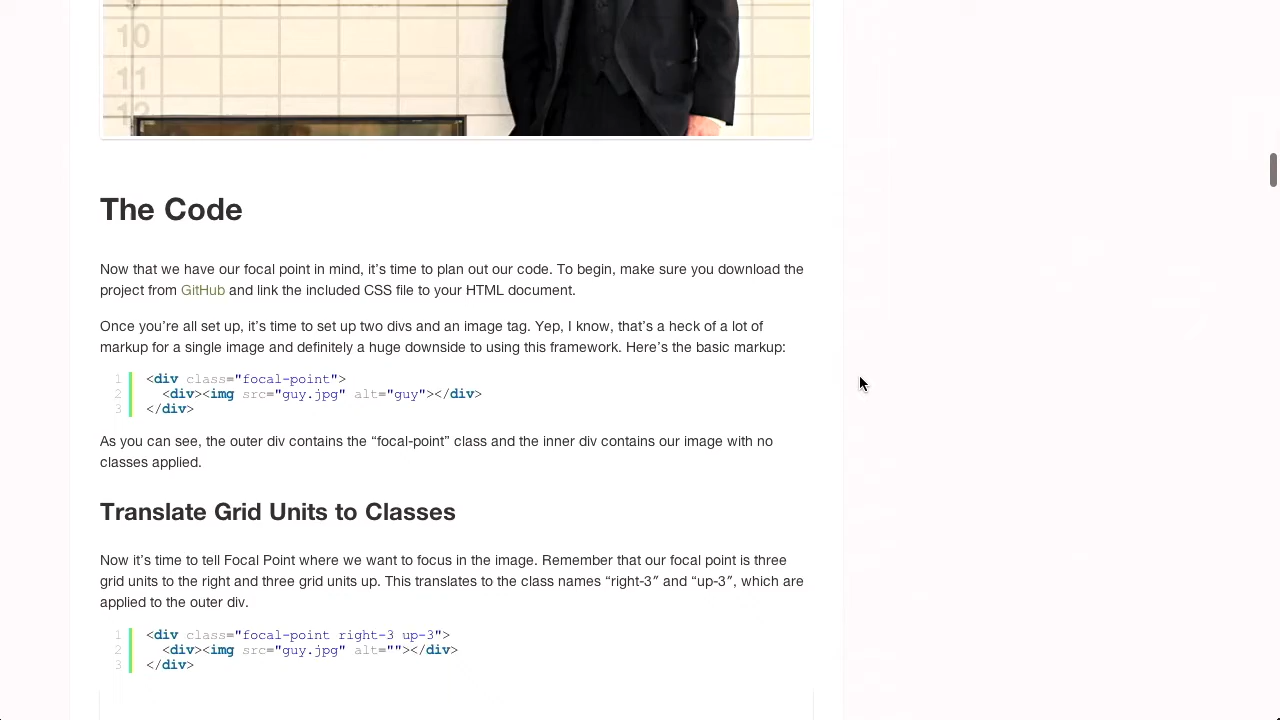 10
11
12
The Code
Now that we have our focal point in mind, it’s time to plan out our code. To begin, make sure you download the
project from GitHub and link the included CSS file to your HTML document.
Once you’re all set up, it’s time to set up two divs and an image tag. Yep, I know, that’s a heck of a lot of
markup for a single image and definitely a huge downside to using this framework. Here’s the basic markup:
1 <div class="focal-point">
2 <div><img src="guy.jpg" alt="guy"></div>
3 </div>
As you can see, the outer div contains the “focal-point” class and the inner div contains our image with no
classes applied.
Translate Grid Units to Classes
Now it’s time to tell Focal Point where we want to focus in the image. Remember that our focal point is three
grid units to the right and three grid units up. This translates to the class names “right-3″ and “up-3″, which are
applied to the outer div.
1 <div class="focal-point right-3 up-3">
2 <div><img src="guy.jpg" alt=""></div>
3 </div>